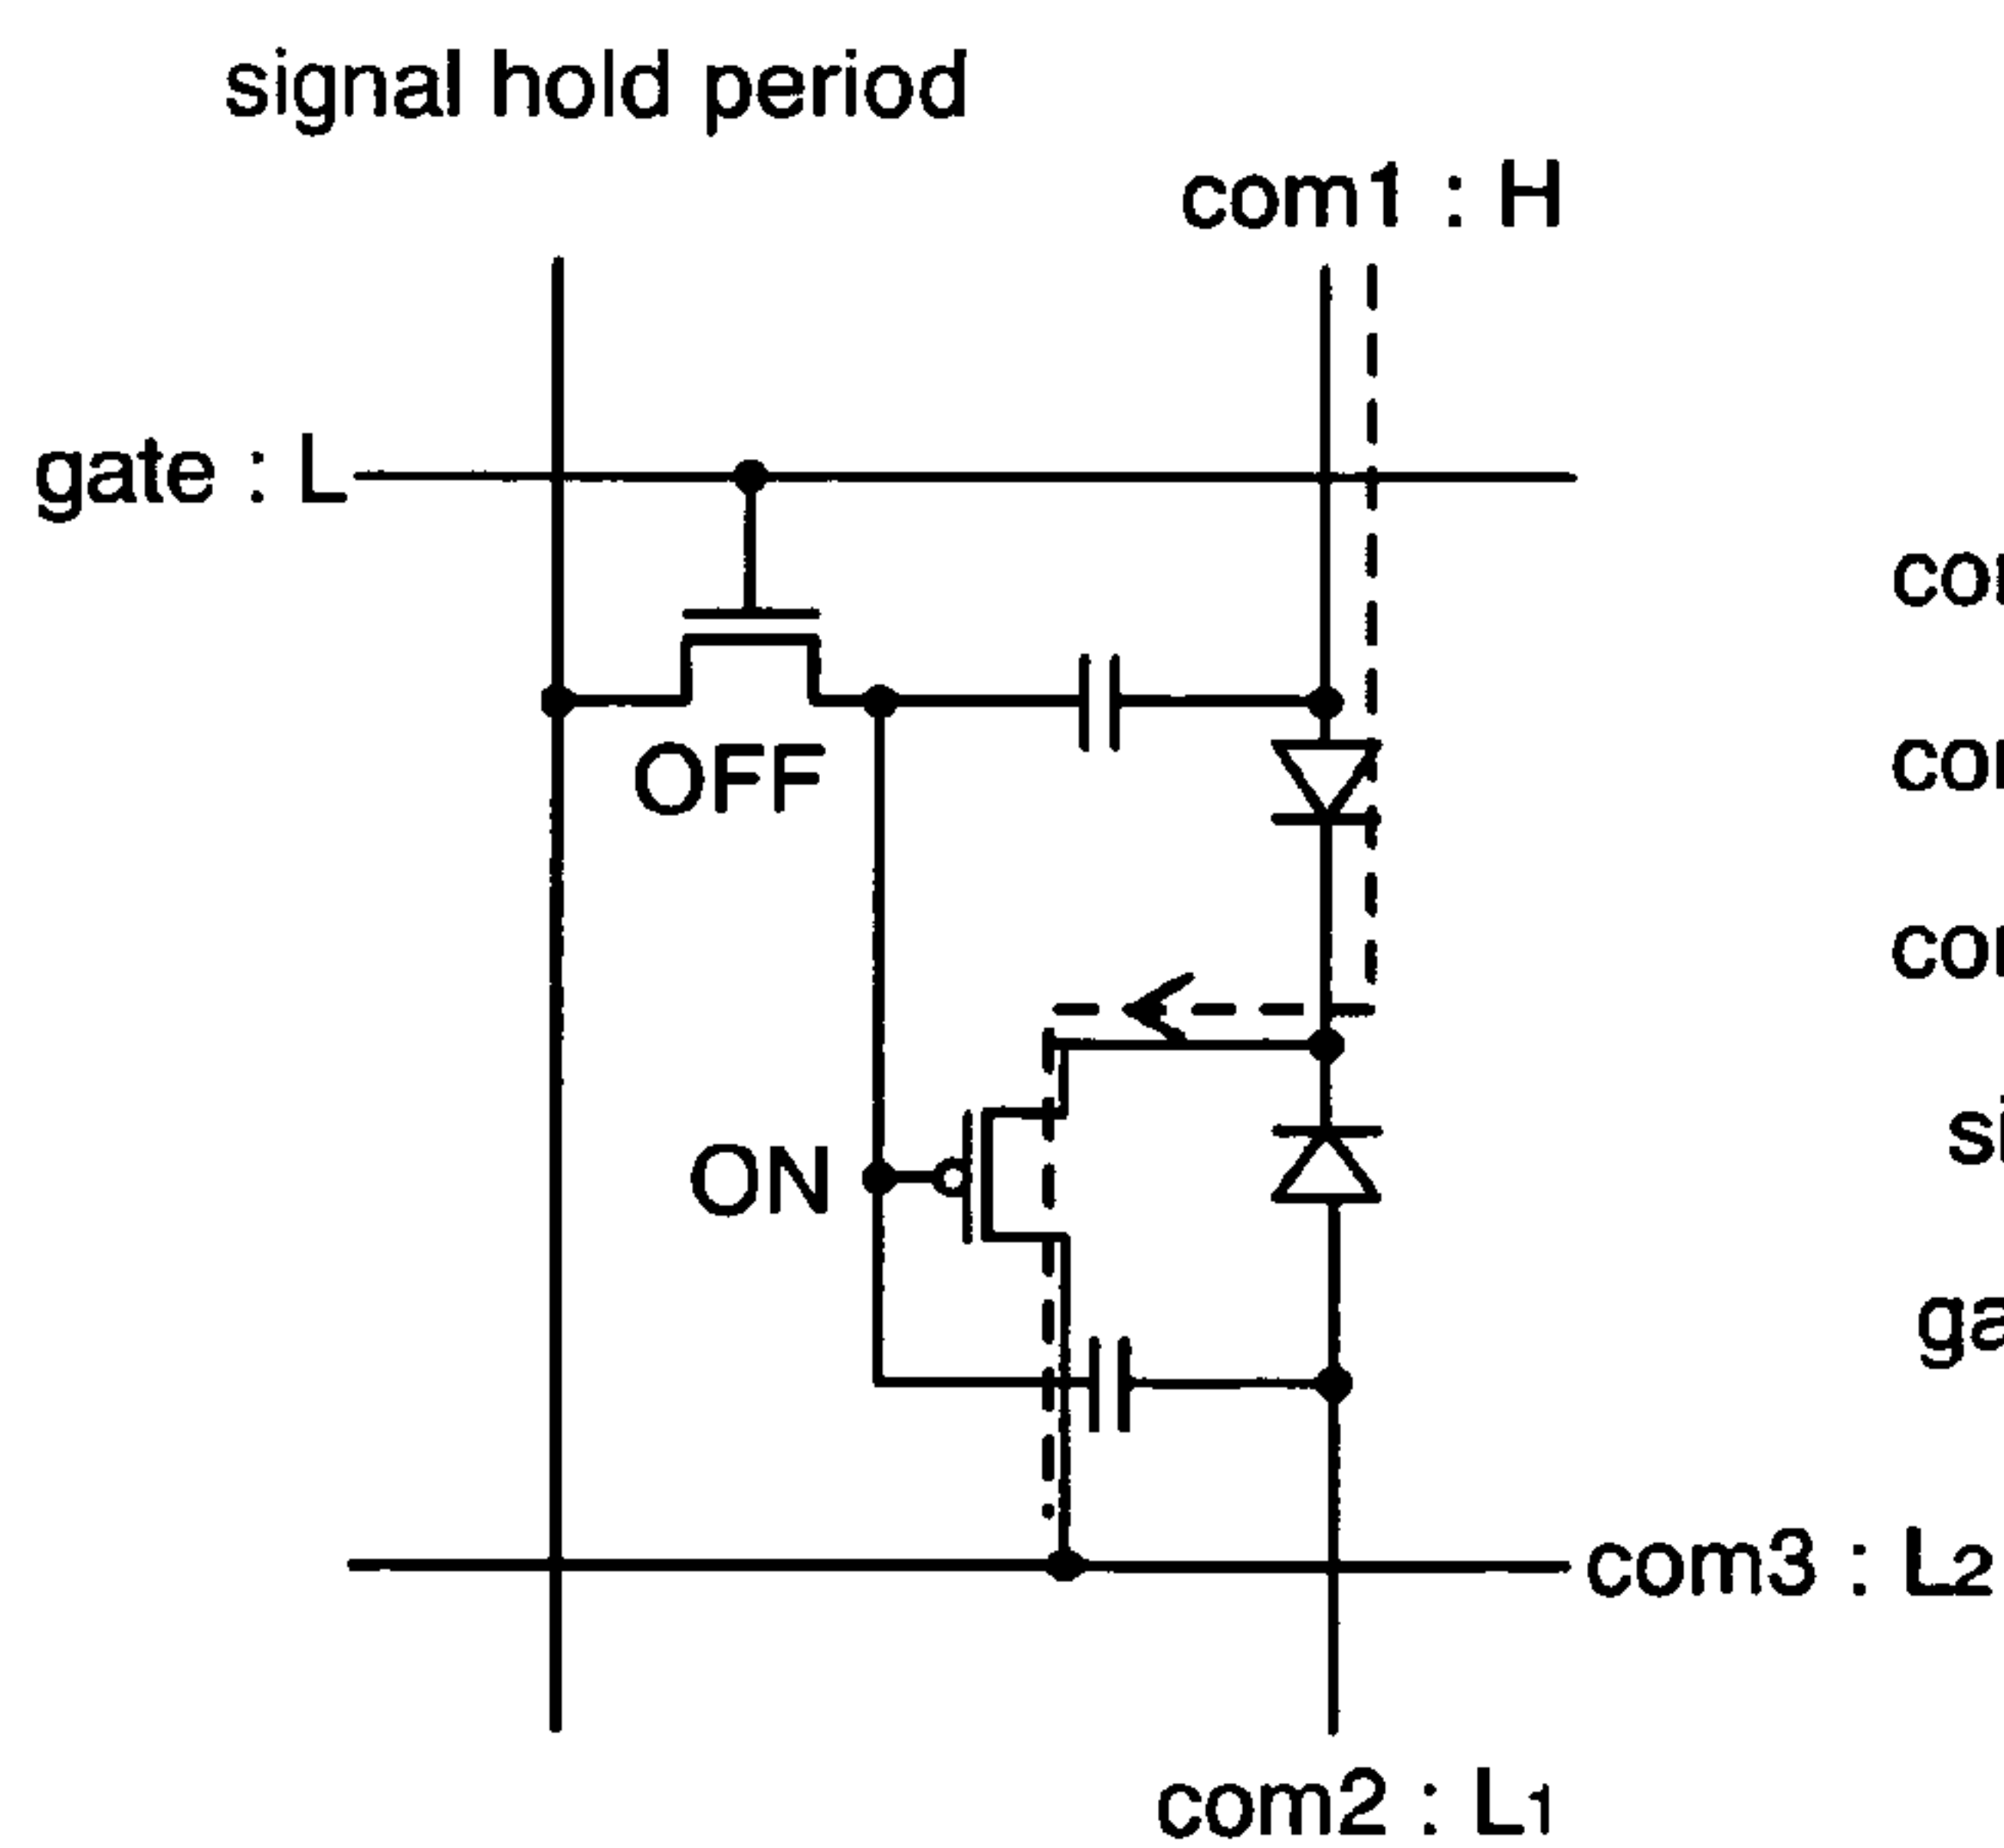 signal hold period
com1 : H
gate : L
OFF
ON
com3 : L2
com2 : L1